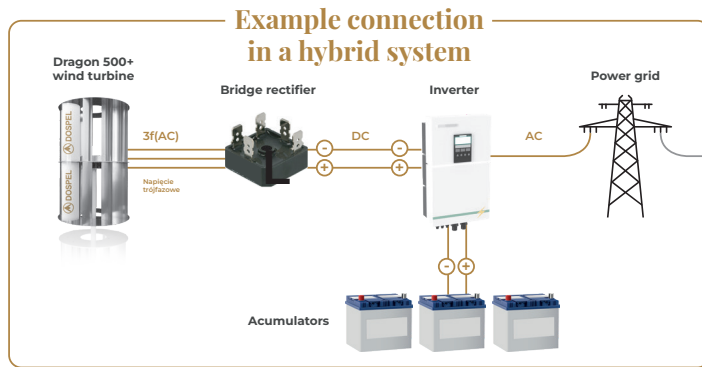 Example connection
in a hybrid system
Dragon 500+
wind turbine
Bridge rectifier
Inverter
Power grid
DOSPEL
DOSPEL
3f(AC)
Napięcie
trójfazowe
-
+
DC
-
+
AC
-
+
Acumulators